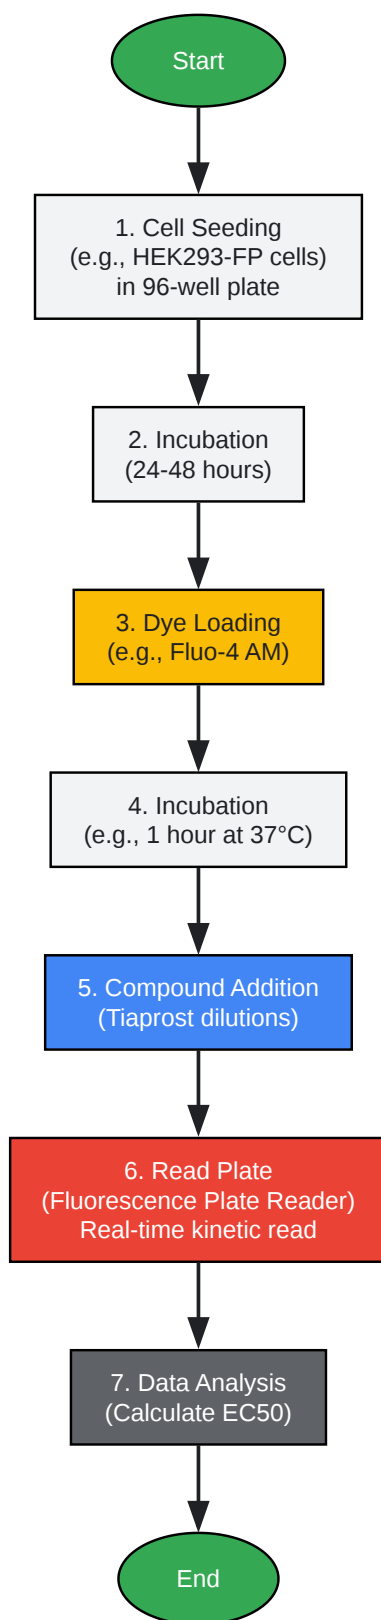 Start
1. Cell Seeding
(e.g., HEK293-FP cells)
in 96-well plate
2. Incubation
(24-48 hours)
3. Dye Loading
(e.g., Fluo-4 AM)
4. Incubation
(e.g., 1 hour at 37°C)
5. Compound Addition
(Tiaprost dilutions)
6. Read Plate
(Fluorescence Plate Reader)
Real-time kinetic read
7. Data Analysis
(Calculate EC50)
End